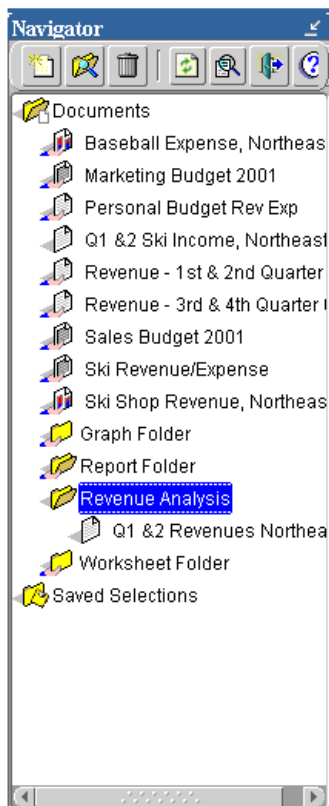 Navigator
Documents
Baseball Expense, Northeas
Marketing Budget 2001
Personal Budget Rev Exp
Q1 &2 Ski Income, Northeast
Revenue - 1st & 2nd Quarter
Revenue - 3rd & 4th Quarter
Sales Budget 2001
Ski Revenue/Expense
Ski Shop Revenue, Northeas
Graph Folder
Report Folder
Revenue Analysis
Q1 &2 Revenues Northea
Worksheet Folder
Saved Selections